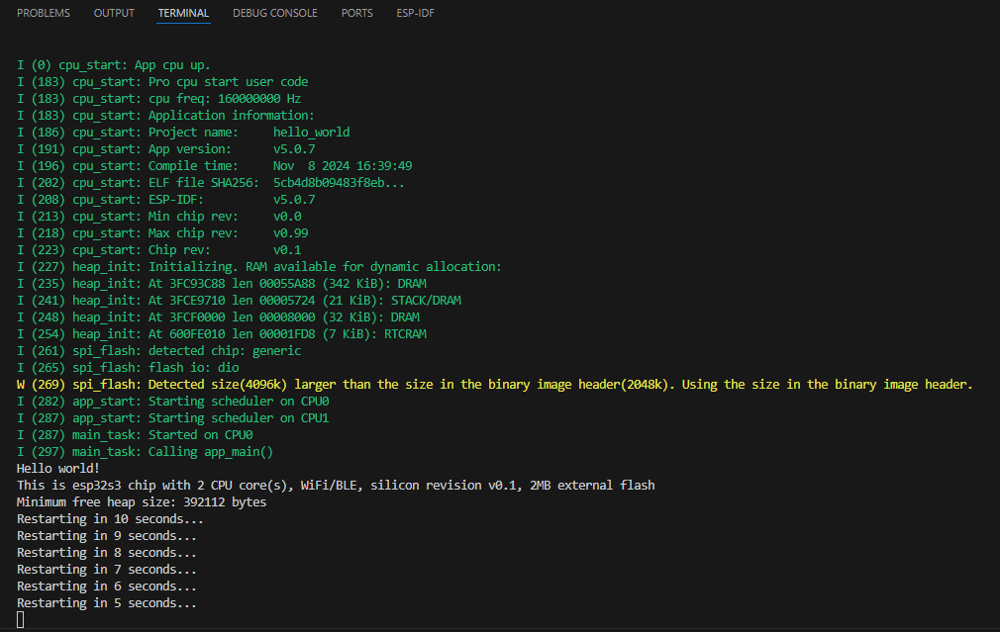 PROBLEMS OUTPUT TERMINAL DEBUG CONSOLE PORTS ESP-IDF
I (0) cpu_start: App cpu up.
I (183) cpu_start: Pro cpu start user code
I (183) cpu_start: cpu freq: 160000000 Hz
I (183) cpu_start: Application information:
I (186) cpu_start: Project name:     hello_world
I (191) cpu_start: App version:      v5.0.7
I (196) cpu_start: Compile time:     Nov  8 2024 16:39:49
I (202) cpu_start: ELF file SHA256:  5cb4d8b09483f8eb...
I (208) cpu_start: ESP-IDF:          v5.0.7
I (213) cpu_start: Min chip rev:     v0.0
I (218) cpu_start: Max chip rev:     v0.99
I (223) cpu_start: Chip rev:         v0.1
I (227) heap_init: Initializing. RAM available for dynamic allocation:
I (235) heap_init: At 3FC93C88 len 00055A88 (342 KiB): DRAM
I (241) heap_init: At 3FCE9710 len 00005724 (21 KiB): STACK/DRAM
I (248) heap_init: At 3FCF0000 len 00008000 (32 KiB): DRAM
I (254) heap_init: At 600FE010 len 00001FD8 (7 KiB): RTCRAM
I (261) spi_flash: detected chip: generic
I (265) spi_flash: flash io: dio
W (269) spi_flash: Detected size(4096k) larger than the size in the binary image header(2048k). Using the size in the binary image header.
I (282) app_start: Starting scheduler on CPU0
I (287) app_start: Starting scheduler on CPU1
I (287) main_task: Started on CPU0
I (297) main_task: Calling app_main()
Hello world!
This is esp32s3 chip with 2 CPU core(s), WiFi/BLE, silicon revision v0.1, 2MB external flash
Minimum free heap size: 392112 bytes
Restarting in 10 seconds...
Restarting in 9 seconds...
Restarting in 8 seconds...
Restarting in 7 seconds...
Restarting in 6 seconds...
Restarting in 5 seconds...